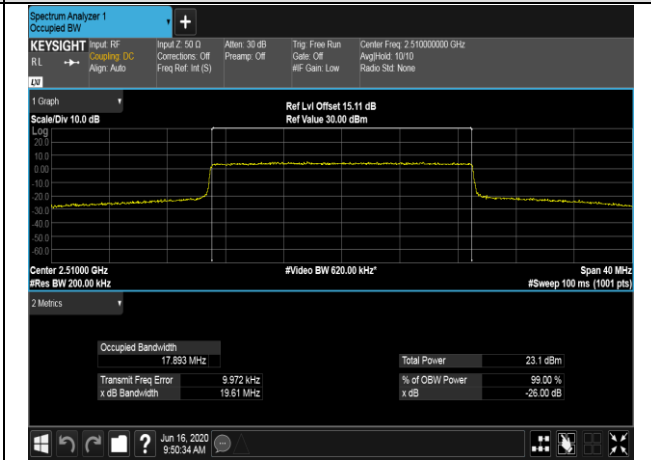 Spectrum Analyzer 1
Occupied BW
+
KEYSIGHT Input: RF Input Z: 50 Ω Atten: 30 dB Trig: Free Run Center Freq: 2.510000000 GHz
RL Coupling: DC Corrections: Off Preamp: Off Gate: Off Avg|Hold: 10/10
Align: Auto Freq Ref: Int (S) #IF Gain: Low Radio Std: None
LXI
1 Graph
Ref Lvl Offset 15.11 dB
Scale/Div 10.0 dB Ref Value 30.00 dBm
Log
20.0
10.0
0.00
-10.0
-20.0
-30.0
-40.0
-50.0
-60.0
Center 2.51000 GHz #Video BW 620.00 kHz* Span 40 MHz
#Res BW 200.00 kHz #Sweep 100 ms (1001 pts)
2 Metrics
Occupied Bandwidth
17.893 MHz Total Power 23.1 dBm
Transmit Freq Error 9.972 kHz % of OBW Power 99.00 %
x dB Bandwidth 19.61 MHz x dB -26.00 dB
? Jun 16, 2020
9:50:34 AM